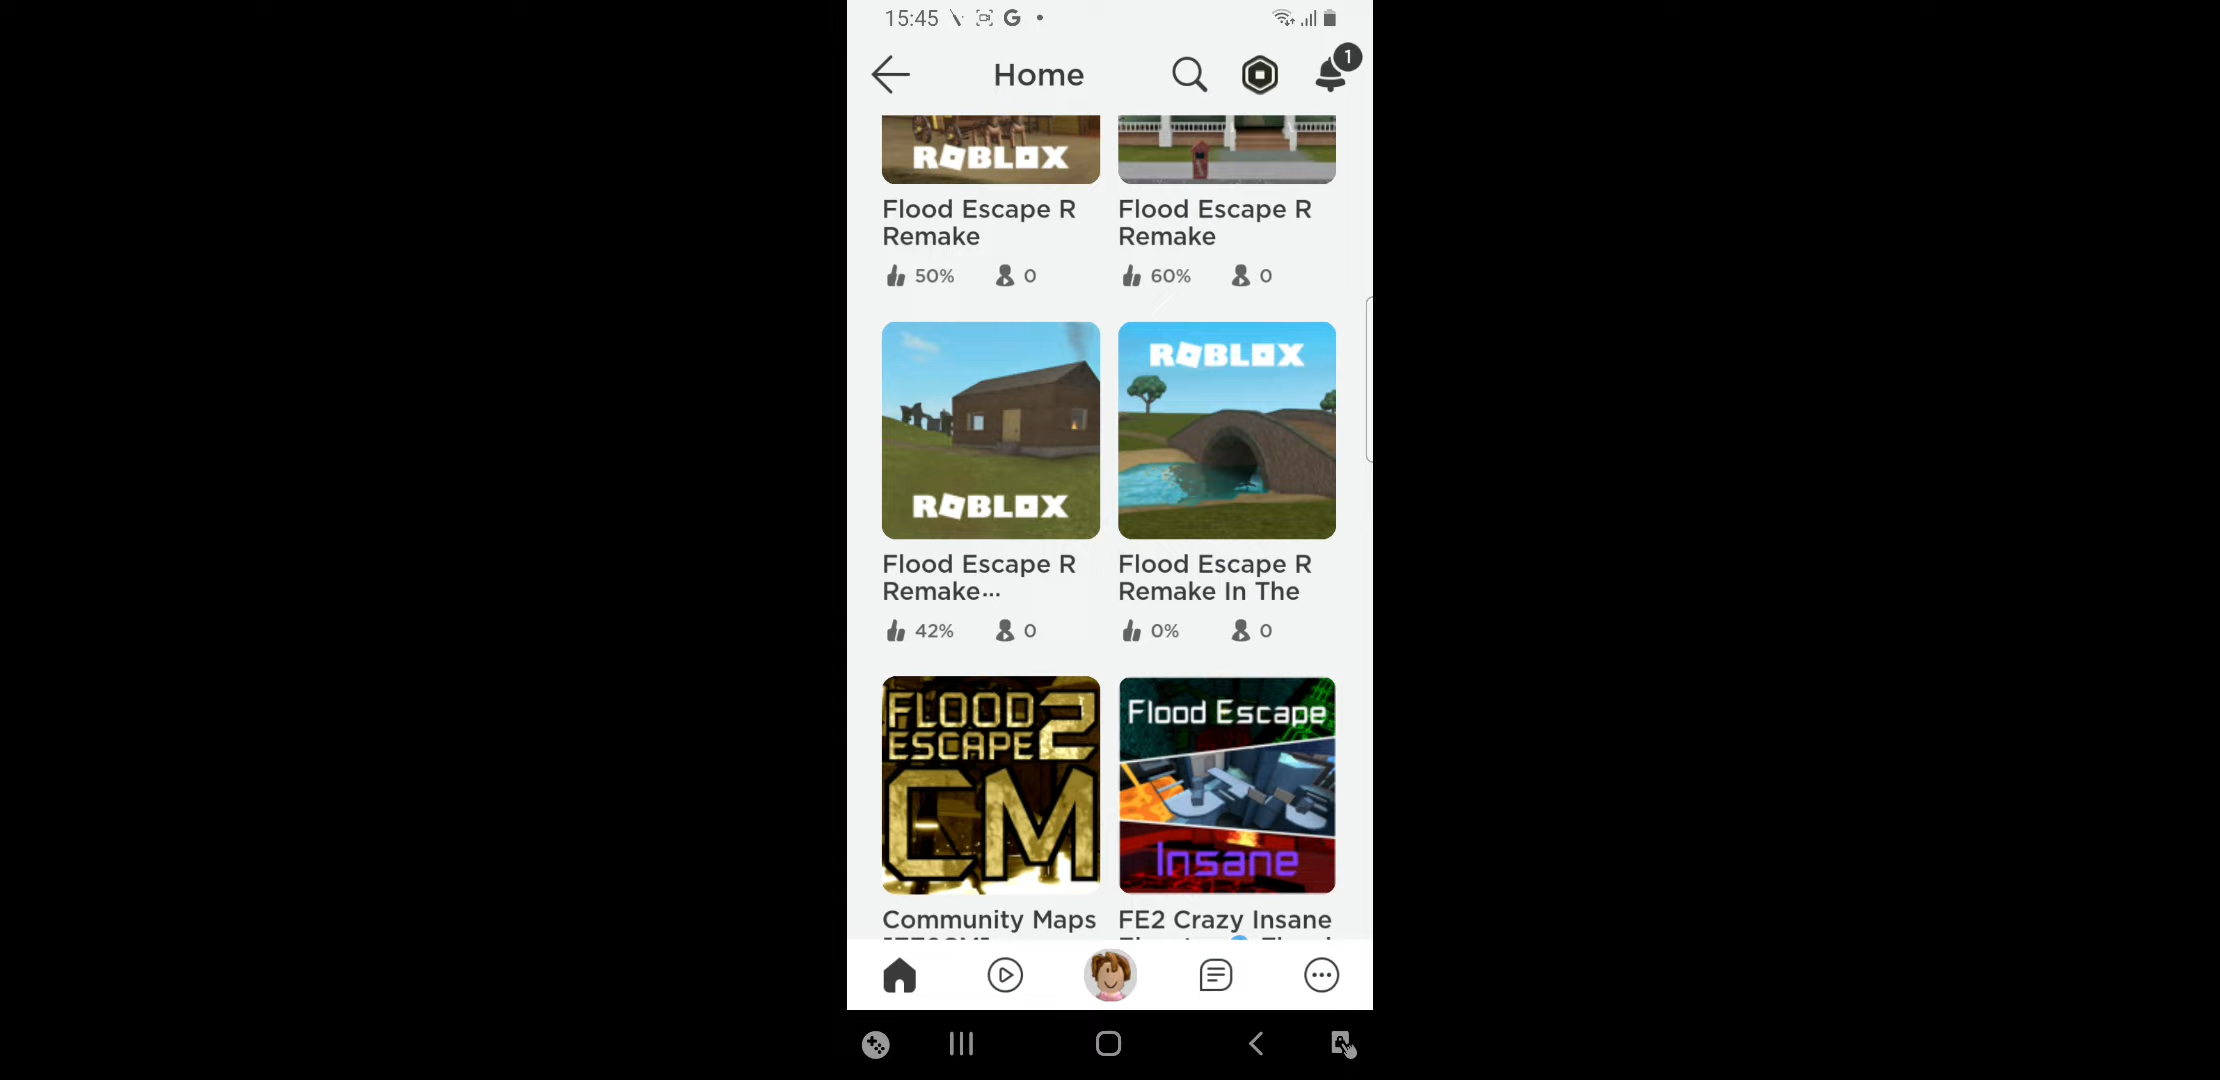 15:45
1
Home
ROBLOX
Flood Escape R
Remake
50% 0
Flood Escape R
Remake
60% 0
ROBLOX
Flood Escape R
Remake...
42% 0
ROBLOX
Flood Escape R
Remake In The
0% 0
FLOOD
ESCAPE 2
CM
Community Maps
Flood Escape
Insane
FE2 Crazy Insane